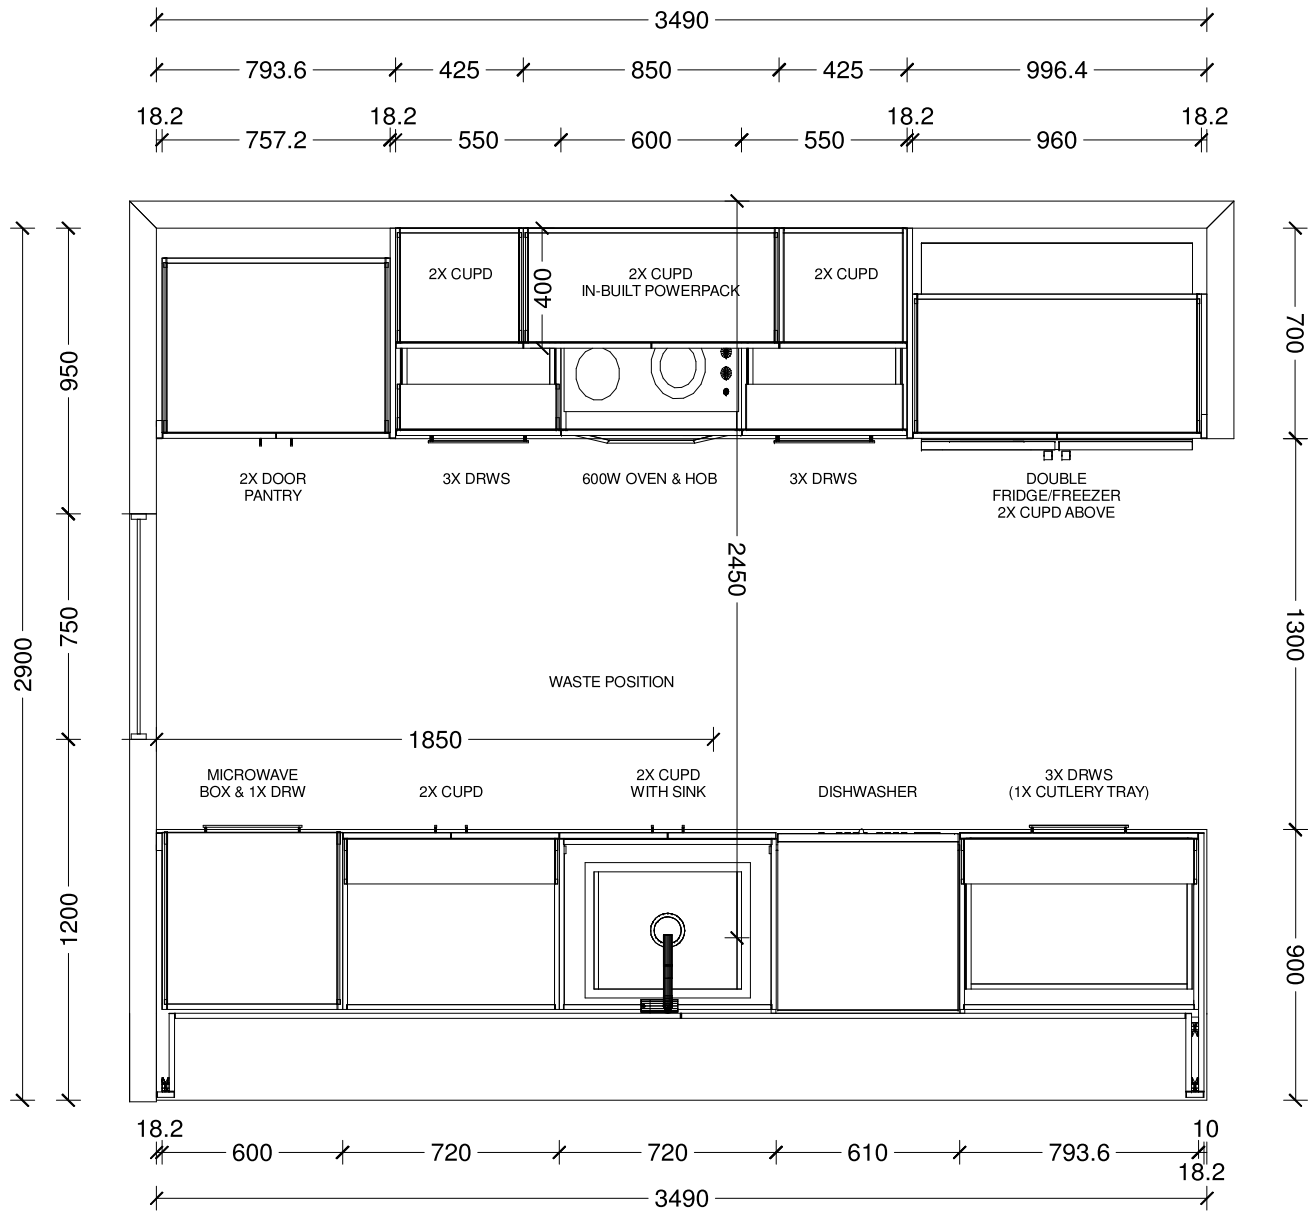 3490
793.6 425 850 425 996.4
18.2 18.2 18.2 18.2
757.2 550 600 550 960
2X CUPD
2X CUPD
IN-BUILT POWERPACK
2X CUPD
400
950
700
2X DOOR
PANTRY
3X DRWS
600W OVEN & HOB
3X DRWS
DOUBLE
FRIDGE/FREEZER
2X CUPD ABOVE
2450
750
2900
1300
WASTE POSITION
1850
MICROWAVE
BOX & 1X DRW
2X CUPD
2X CUPD
WITH SINK
DISHWASHER
3X DRWS
(1X CUTLERY TRAY)
1200
900
18.2 10
600 720 720 610 793.6
18.2
3490